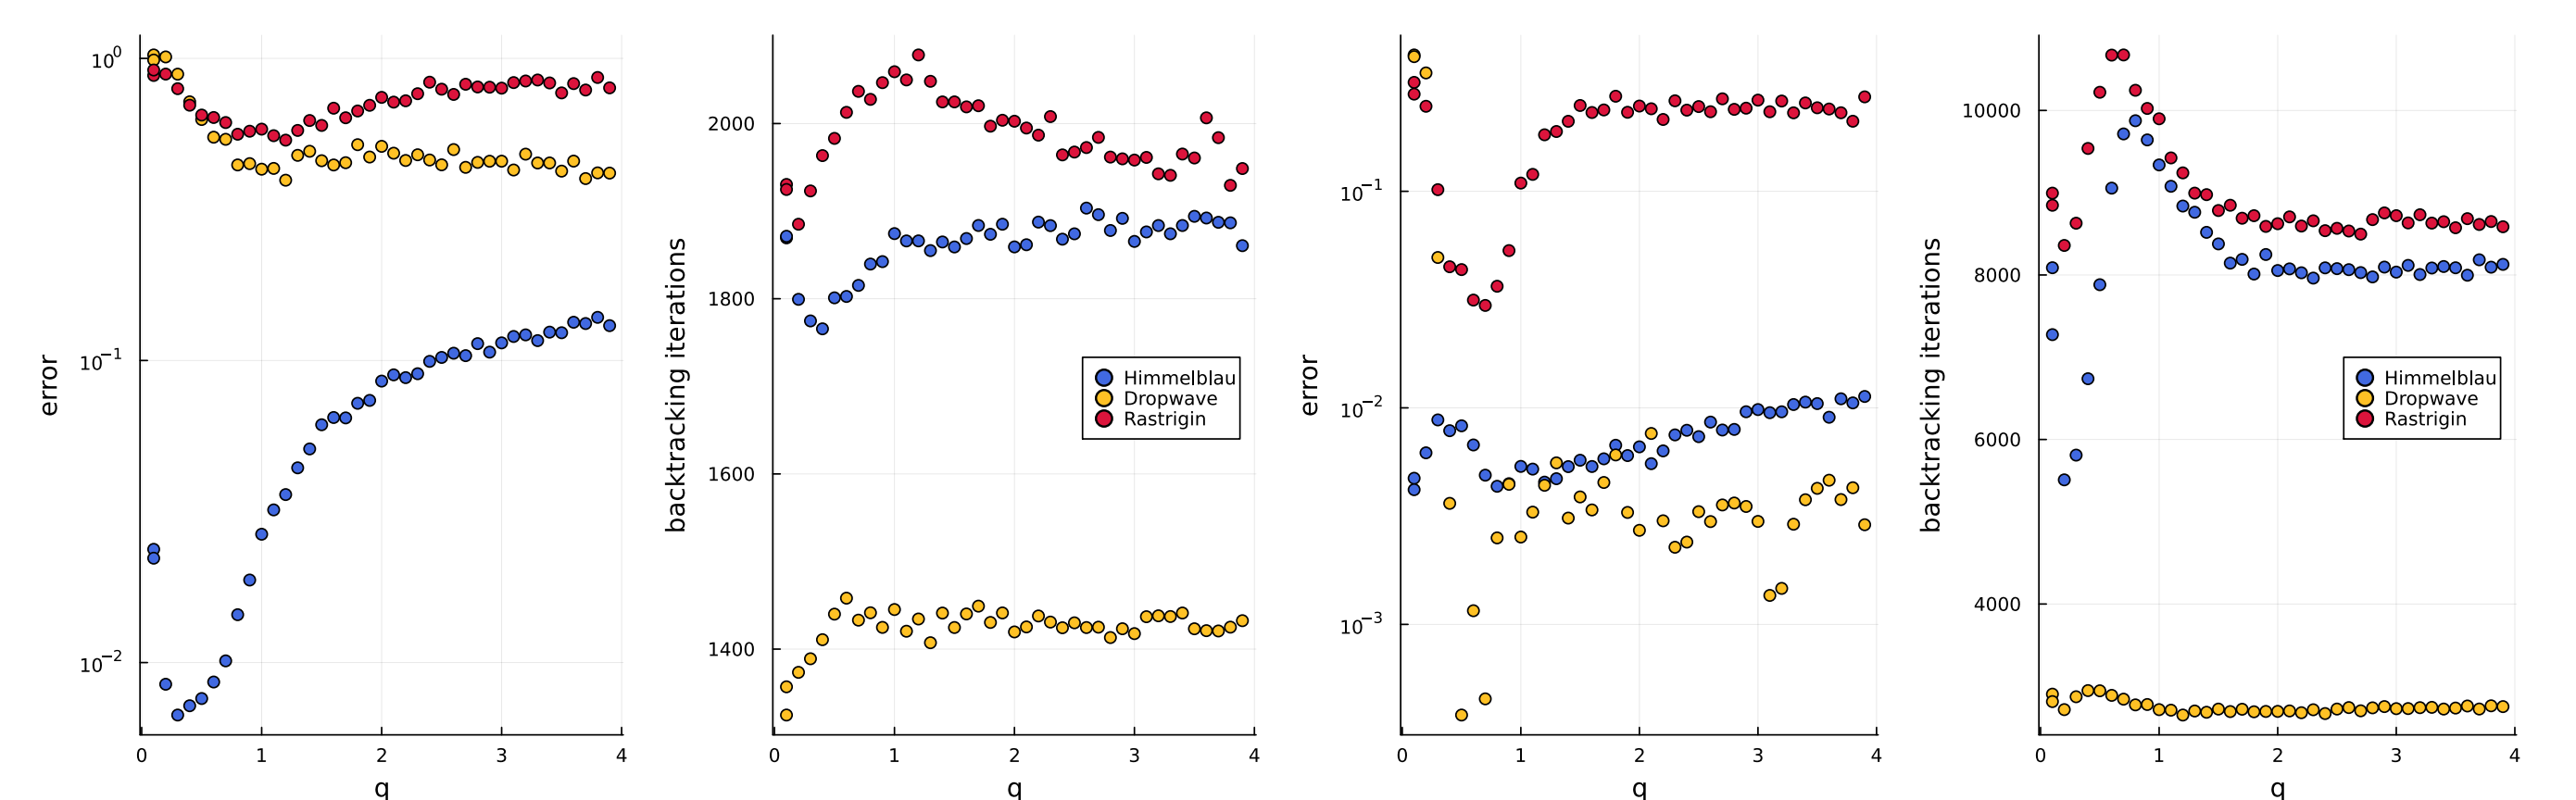 error
10⁰
10⁻¹
10⁻²
0 1 2 3 4
q
backtracking iterations
2000
1800
1600
1400
Himmelblau
Dropwave
Rastrigin
0 1 2 3 4
q
error
10⁻¹
10⁻²
10⁻³
0 1 2 3 4
q
backtracking iterations
10000
8000
6000
4000
Himmelblau
Dropwave
Rastrigin
0 1 2 3 4
q